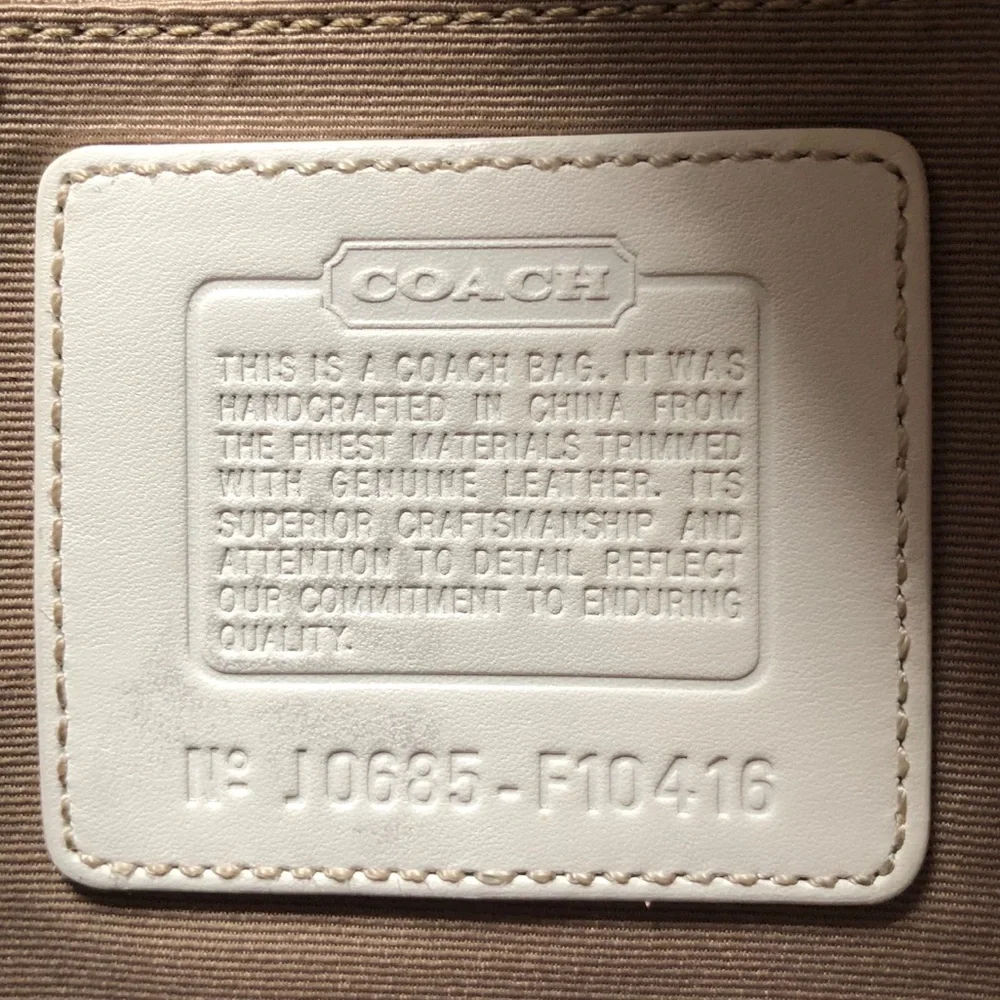 COACH
THIS IS A COACH BAG. IT WAS
HANDCRAFTED IN CHINA FROM
THE FINEST MATERIALS TRIMMED
WITH GENUINE LEATHER. ITS
SUPERIOR CRAFTSMANSHIP AND
ATTENTION TO DETAIL REFLECT
OUR COMMITMENT TO ENDURING
QUALITY.
Nº J0685-F10416